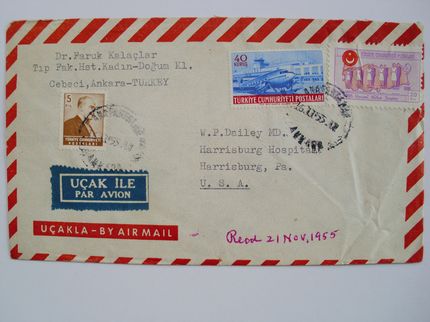 Dr.Faruk Kalaçlar
Tıp Fak.Hst.Kadın-Doğum Kl.
Cebeci,Ankara-TURKEY
40
KURUŞ
TÜRKİYE CUMHURİYETİ POSTALARI
5
W.P.Dailey MD.
Harrisburg Hospital
Harrisburg, Pa.
U. S. A.
UÇAK İLE
PAR AVION
UÇAKLA-BY AIR MAIL
Recd 21 Nov, 1955